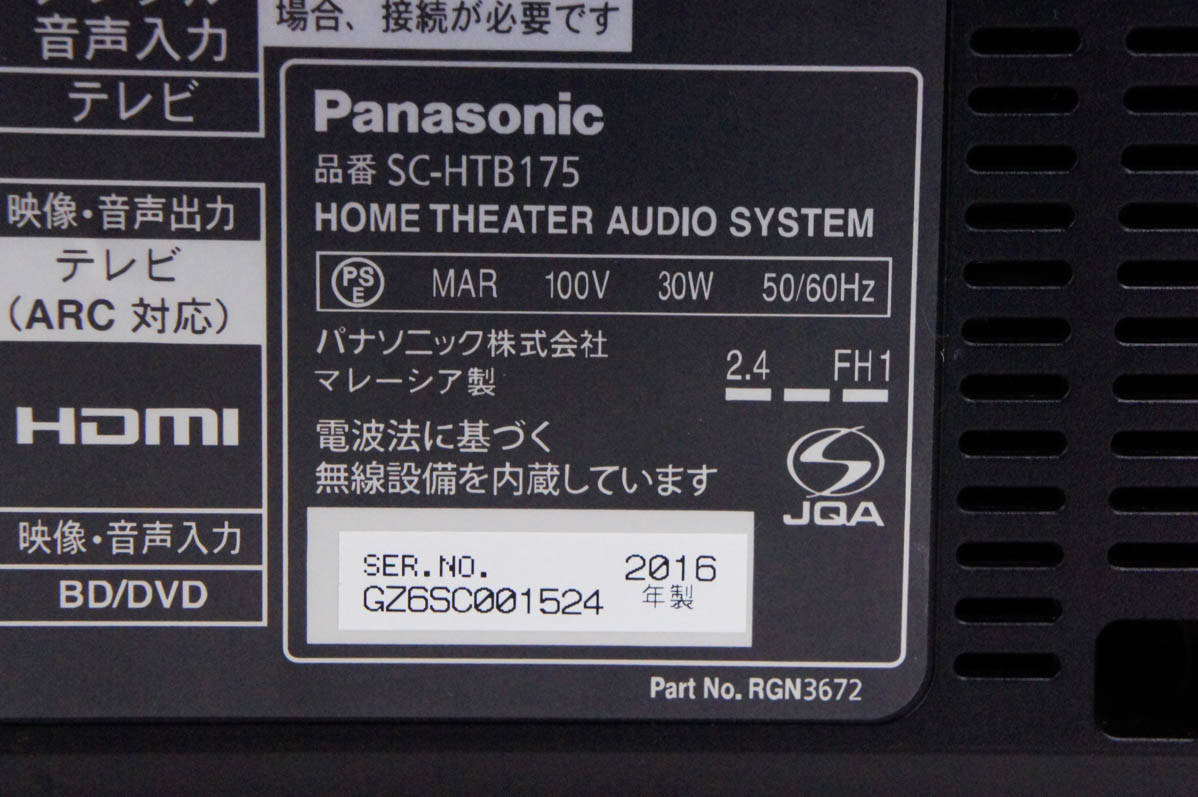 音声入力
テレビ
映像・音声出力
テレビ
(ARC 対応)
HDMI
映像・音声入力
BD/DVD
場合、接続が必要です
Panasonic
品番 SC-HTB175
HOME THEATER AUDIO SYSTEM
PS E MAR 100V 30W 50/60Hz
パナソニック株式会社
マレーシア製
2.4 FH1
電波法に基づく
無線設備を内蔵しています
JQA
SER.NO. 2016
GZ6SC001524 年製
Part No. RGN3672